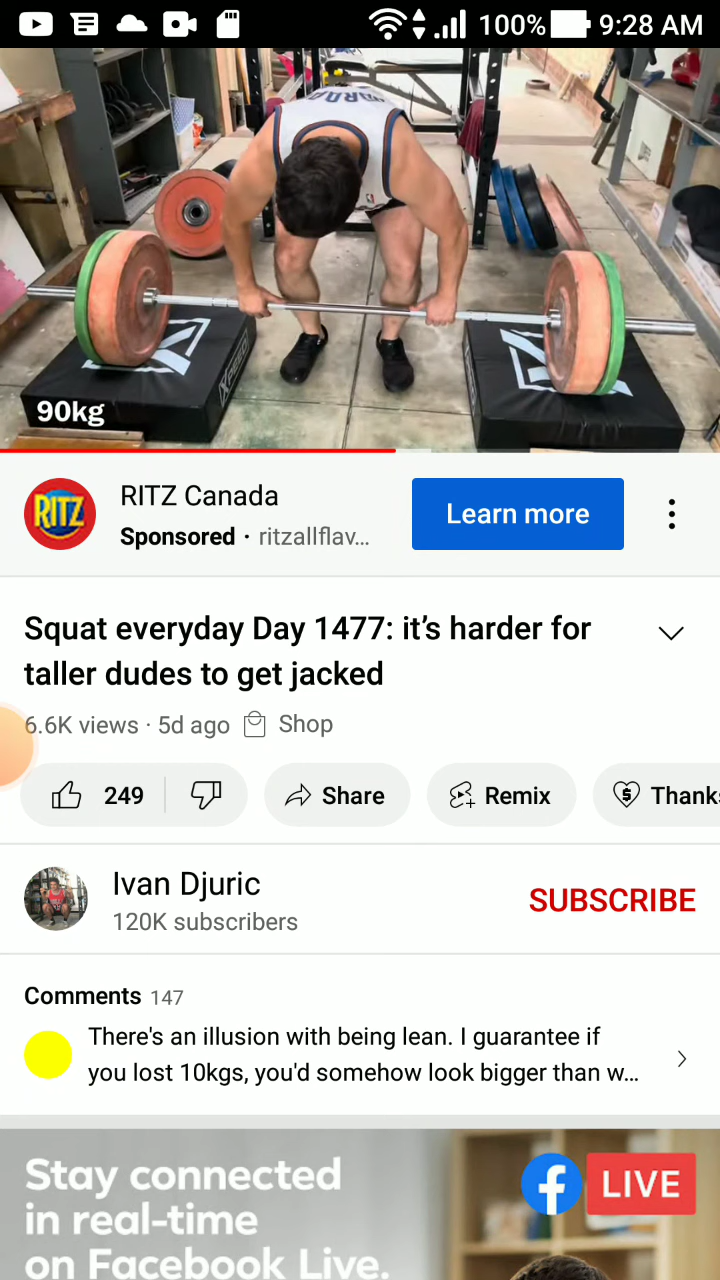 100% 9:28 AM
90kg
RITZ
RITZ Canada
Sponsored · ritzallflav...
Learn more
Squat everyday Day 1477: it's harder for
taller dudes to get jacked
6.6K views · 5d ago Shop
249 Share Remix Thanks
Ivan Djuric
120K subscribers
SUBSCRIBE
Comments 147
There's an illusion with being lean. I guarantee if
you lost 10kgs, you'd somehow look bigger than w...
Stay connected
in real-time
on Facebook Live.
f LIVE